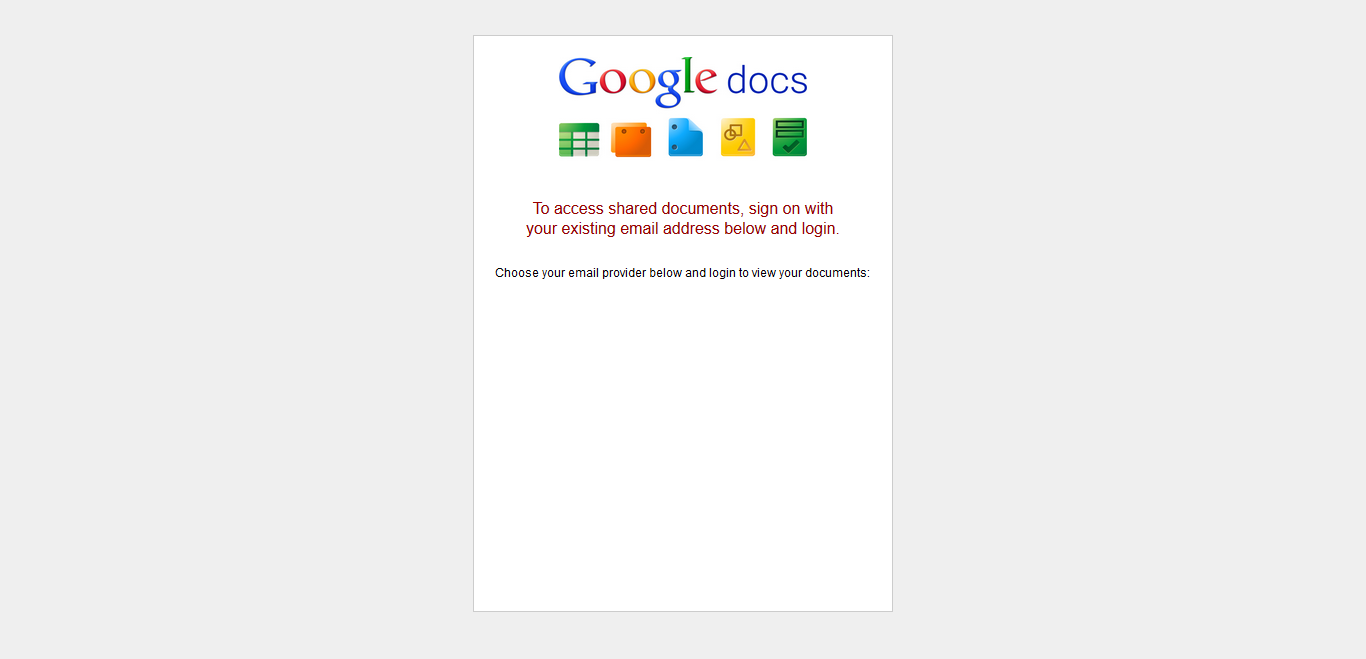 Google docs
To access shared documents, sign on with
your existing email address below and login.
Choose your email provider below and login to view your documents: